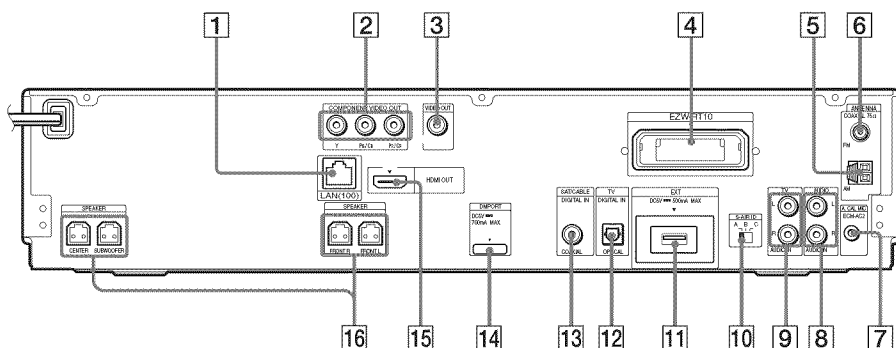 1 2 3 4 5 6
COMPONENT VIDEO OUT
Y PB/CB PR/CR
VIDEO OUT
EZW-RT10
ANTENNA
COAXIAL 75Ω
FM
AM
LAN(100)
HDMI OUT
SPEAKER
CENTER SUBWOOFER
SPEAKER
FRONT R FRONT L
DMPORT
DC5V
700mA MAX
SAT/CABLE
DIGITAL IN
COAXIAL
TV
DIGITAL IN
OPTICAL
EXT
DC5V 500mA MAX
S-AIR ID
A B C
TV
L
R
AUDIO IN
AUDIO
L
R
AUDIO IN
A. CAL MIC
ECM-AC2
16 15 14 13 12 11 10 9 8 7